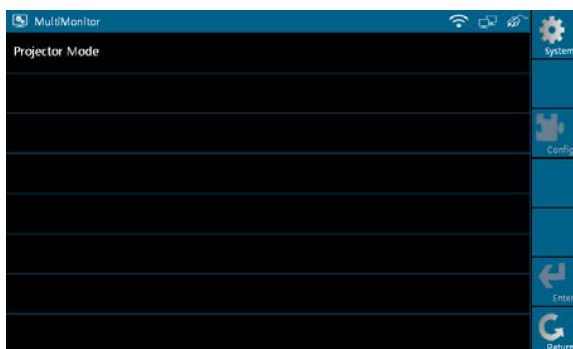 MultiMonitor
Projector Mode
System
Config
Enter
Return